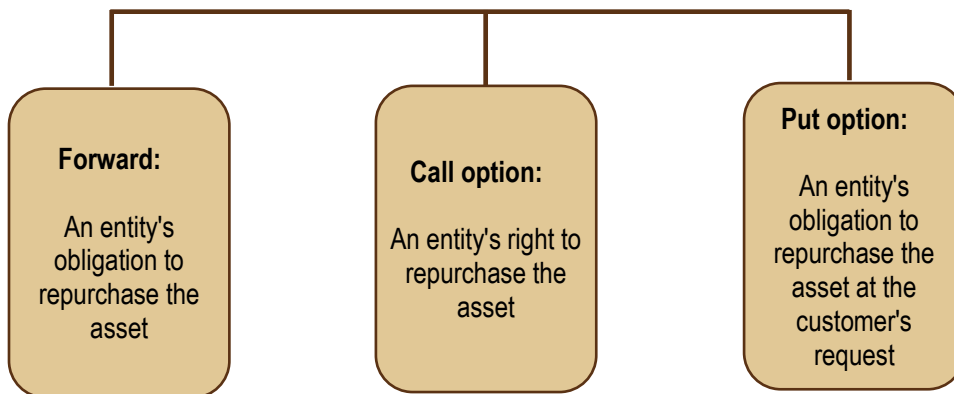 Forward:
An entity's
obligation to
repurchase the
asset
Call option:
An entity's right to
repurchase the
asset
Put option:
An entity's
obligation to
repurchase the
asset at the
customer's
request